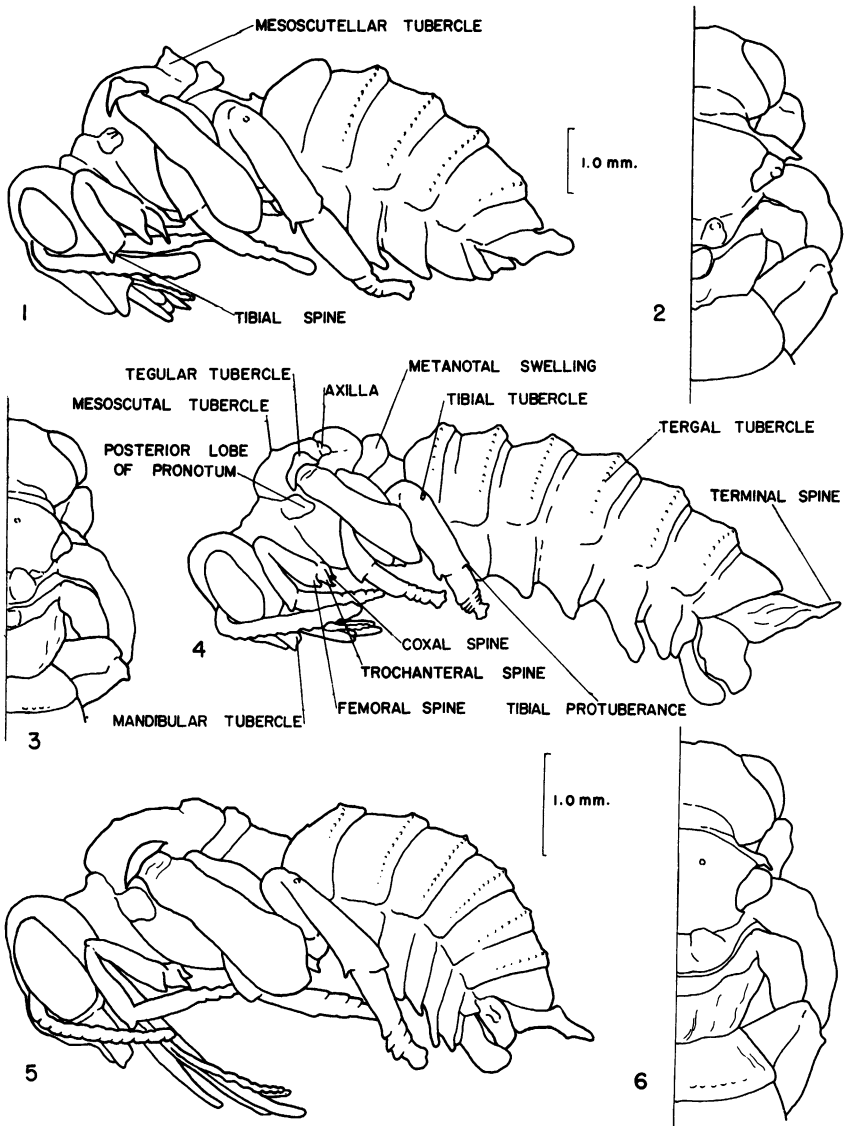 MESOSCUTELLAR TUBERCLE
1.0 mm.
TIBIAL SPINE
1
2
TEGULAR TUBERCLE
METANOTAL SWELLING
MESOSCUTAL TUBERCLE
AXILLA
TIBIAL TUBERCLE
POSTERIOR LOBE
OF PRONOTUM
TERGAL TUBERCLE
TERMINAL SPINE
4
COXAL SPINE
TROCHANTERAL SPINE
MANDIBULAR TUBERCLE
FEMORAL SPINE
TIBIAL PROTUBERANCE
3
1.0 mm.
5
6